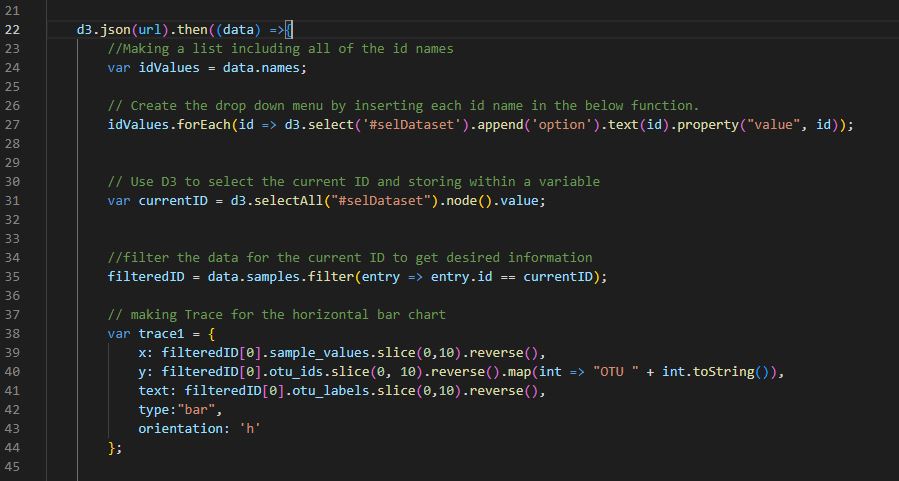 21
22 d3.json(url).then((data) =>{
23 //Making a list including all of the id names
24 var idValues = data.names;
25
26 // Create the drop down menu by inserting each id name in the below function.
27 idValues.forEach(id => d3.select('#selDataset').append('option').text(id).property("value", id));
28
29
30 // Use D3 to select the current ID and storing within a variable
31 var currentID = d3.selectAll("#selDataset").node().value;
32
33
34 //filter the data for the current ID to get desired information
35 filteredID = data.samples.filter(entry => entry.id == currentID);
36
37 // making Trace for the horizontal bar chart
38 var trace1 = {
39 x: filteredID[0].sample_values.slice(0,10).reverse(),
40 y: filteredID[0].otu_ids.slice(0, 10).reverse().map(int => "OTU " + int.toString()),
41 text: filteredID[0].otu_labels.slice(0,10).reverse(),
42 type:"bar",
43 orientation: 'h'
44 };
45